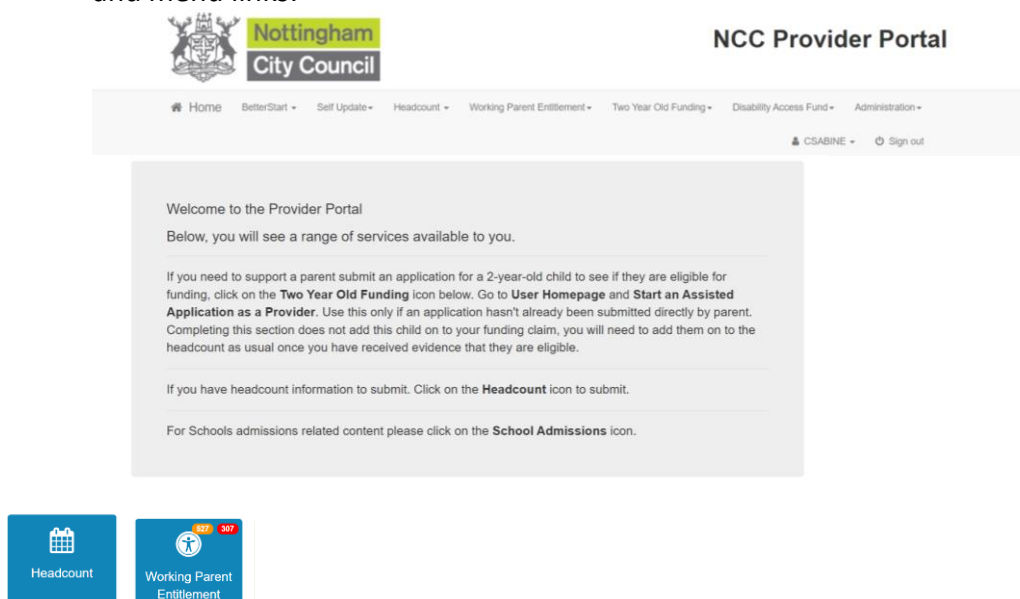 and menu links.
Nottingham
City Council
NCC Provider Portal
Home BetterStart Self Update Headcount Working Parent Entitlement Two Year Old Funding Disability Access Fund Administration
CSABINE Sign out
Welcome to the Provider Portal
Below, you will see a range of services available to you.
If you need to support a parent submit an application for a 2-year-old child to see if they are eligible for
funding, click on the Two Year Old Funding icon below. Go to User Homepage and Start an Assisted
Application as a Provider. Use this only if an application hasn't already been submitted directly by parent.
Completing this section does not add this child on to your funding claim, you will need to add them on to the
headcount as usual once you have received evidence that they are eligible.
If you have headcount information to submit. Click on the Headcount icon to submit.
For Schools admissions related content please click on the School Admissions icon.
527 307
Headcount
Working Parent
Entitlement